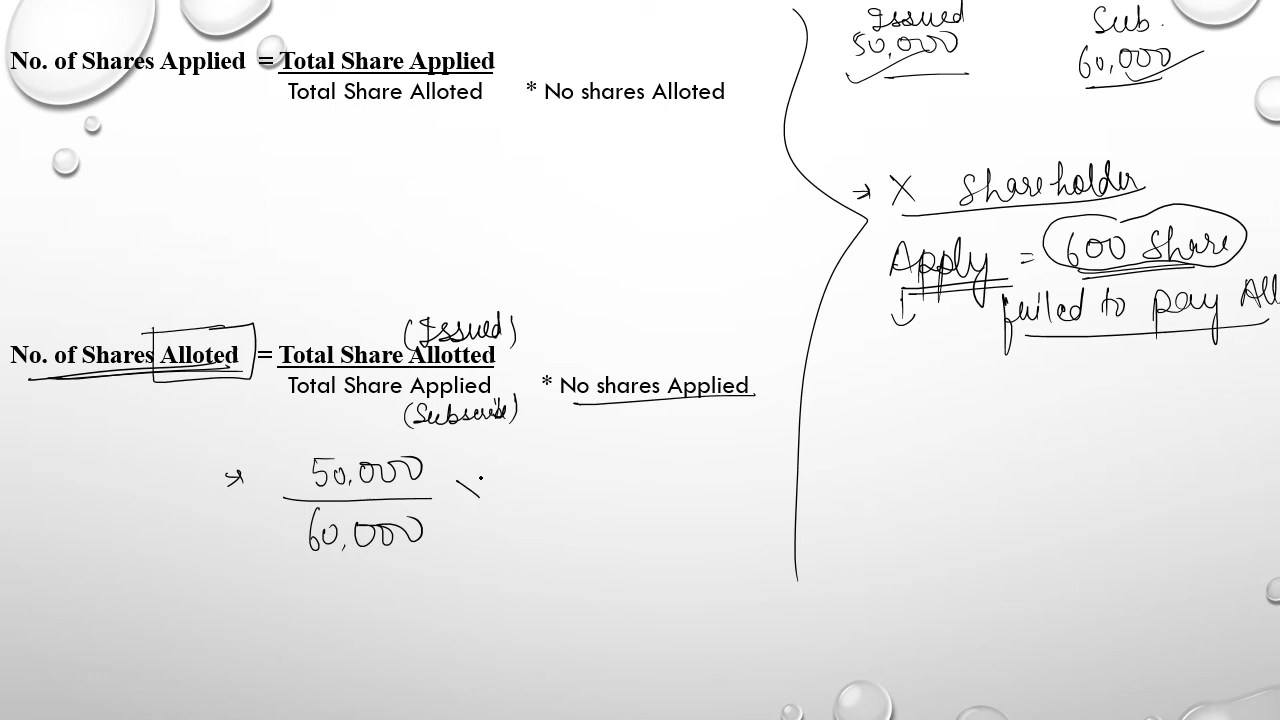 No. of Shares Applied = Total Share Applied
Total Share Alloted * No shares Alloted
(Issued)
No. of Shares Alloted = Total Share Allotted
Total Share Applied * No shares Applied
(Subscribe)
→ 50,000
60,000
Issued Sub.
50,000 60,000
→ X Shareholder
Apply = 600 Share
failed to pay All